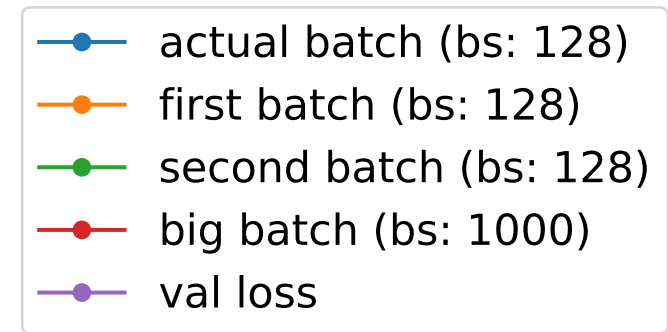 actual batch (bs: 128)
first batch (bs: 128)
second batch (bs: 128)
big batch (bs: 1000)
val loss